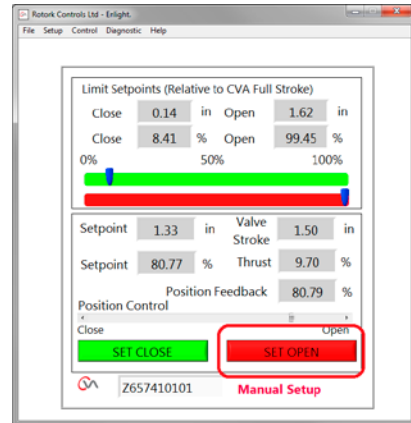 Rotork Controls Ltd - Enlight.
File Setup Control Diagnostic Help
Limit Setpoints (Relative to CVA Full Stroke)
Close 0.14 in Open 1.62 in
Close 8.41 % Open 99.45 %
0% 50% 100%
Setpoint 1.33 in Valve Stroke 1.50 in
Setpoint 80.77 % Thrust 9.70 %
Position Feedback 80.79 %
Position Control
Close Open
SET CLOSE SET OPEN
CVA Z657410101 Manual Setup